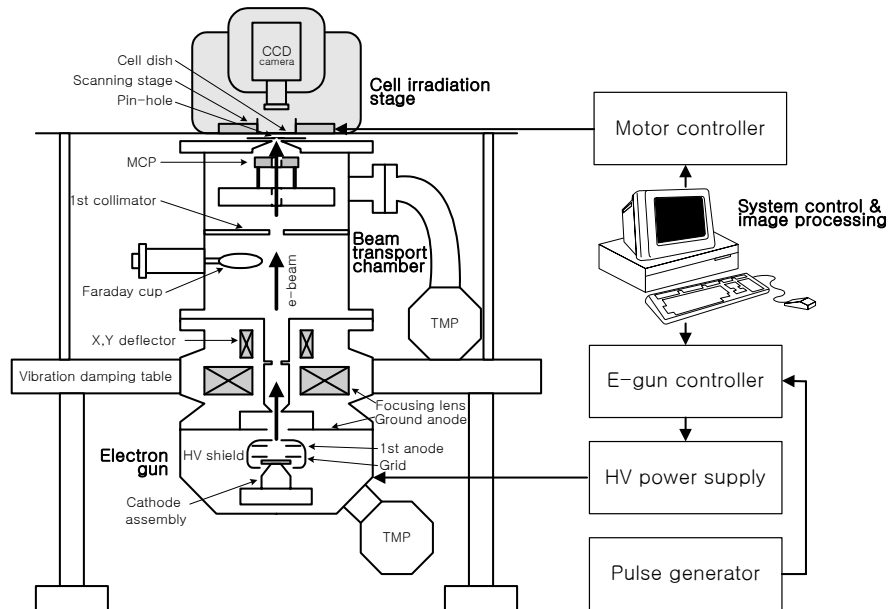 CCD
camera
Cell dish
Scanning stage
Pin-hole
Cell irradiation
stage
Motor controller
MCP
1st collimator
System control &
image processing
Beam
transport
chamber
e-beam
Faraday cup
TMP
X,Y deflector
Vibration damping table
E-gun controller
Focusing lens
Ground anode
Electron
gun
HV shield
1st anode
Grid
HV power supply
Cathode
assembly
TMP
Pulse generator